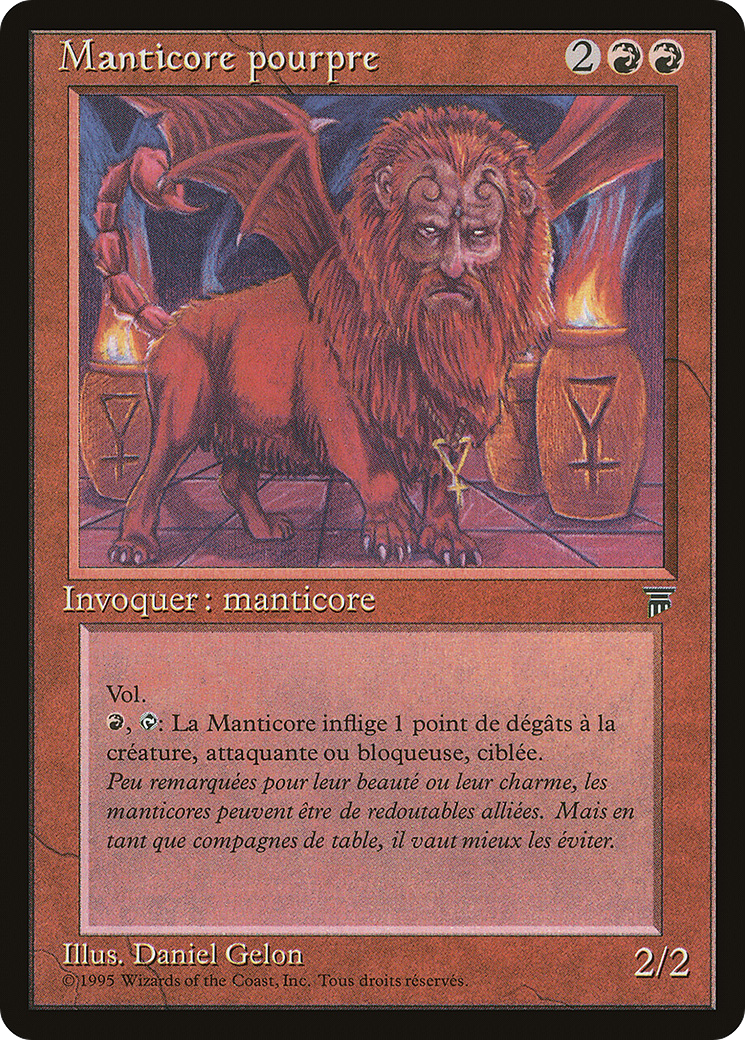 Manticore pourpre
2
Invoquer : manticore
Vol.
, : La Manticore inflige 1 point de dégâts à la
créature, attaquante ou bloqueuse, ciblée.
Peu remarquées pour leur beauté ou leur charme, les
manticores peuvent être de redoutables alliées. Mais en
tant que compagnes de table, il vaut mieux les éviter.
Illus. Daniel Gelon
2/2
© 1995 Wizards of the Coast, Inc. Tous droits réservés.